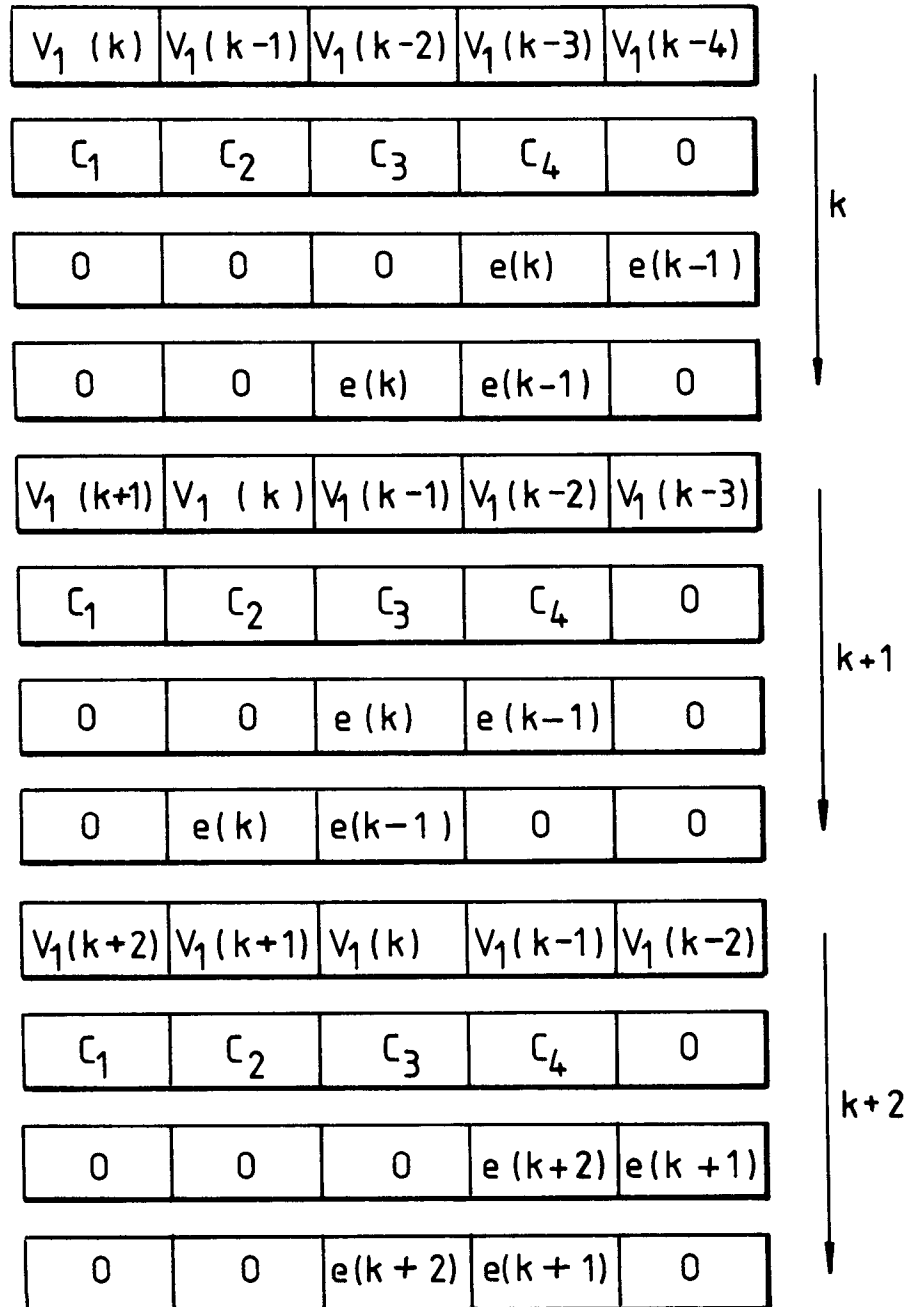 V₁ (k) V₁(k-1) V₁(k-2) V₁(k-3) V₁(k-4)
C₁ C₂ C₃ C₄ 0
k
0 0 0 e(k) e(k-1)
0 0 e(k) e(k-1) 0
V₁ (k+1) V₁ (k) V₁(k-1) V₁(k-2) V₁(k-3)
C₁ C₂ C₃ C₄ 0
k+1
0 0 e(k) e(k-1) 0
0 e(k) e(k-1) 0 0
V₁(k+2) V₁(k+1) V₁(k) V₁(k-1) V₁(k-2)
C₁ C₂ C₃ C₄ 0
k+2
0 0 0 e(k+2) e(k+1)
0 0 e(k+2) e(k+1) 0